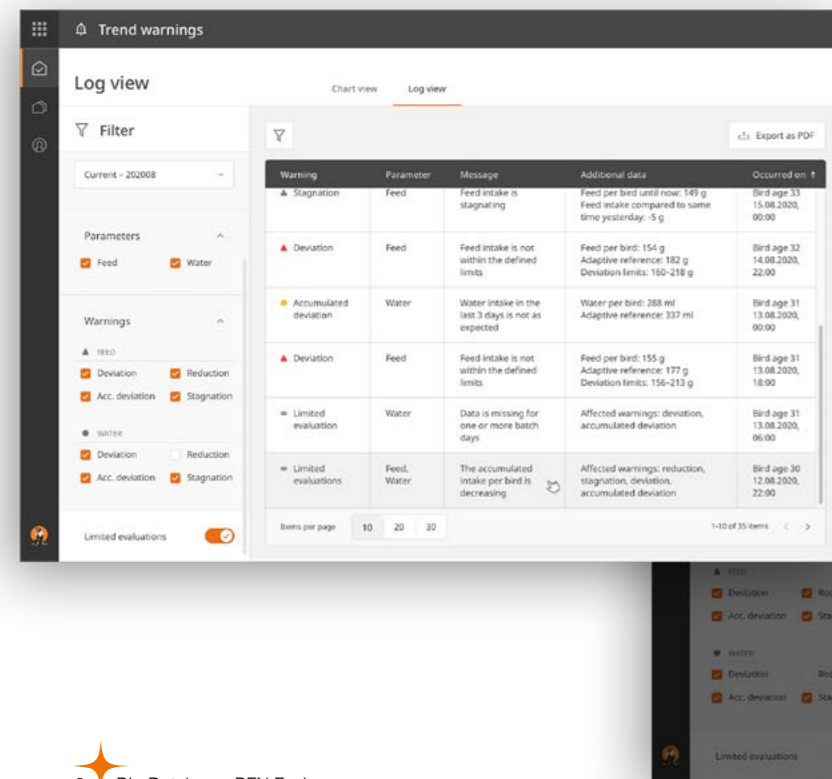 Trend warnings
Log view
Chart view Log view
Filter
Export as PDF
Current – 202008
Warning Parameter Message Additional data Occurred on
Stagnation Feed Feed intake is stagnating Feed per bird until now: 149 g Feed intake compared to same time yesterday: -5 g Bird age 33 15.08.2020, 00:00
Parameters
Feed Water
Deviation Feed Feed intake is not within the defined limits Feed per bird: 154 g Adaptive reference: 182 g Deviation limits: 160–218 g Bird age 32 14.08.2020, 22:00
Accumulated deviation Water Water intake in the last 3 days is not as expected Water per bird: 288 ml Adaptive reference: 337 ml Bird age 31 13.08.2020, 00:00
Warnings
FEED
Deviation Reduction
Acc. deviation Stagnation
Deviation Feed Feed intake is not within the defined limits Feed per bird: 155 g Adaptive reference: 177 g Deviation limits: 156–213 g Bird age 31 13.08.2020, 18:00
Limited evaluation Water Data is missing for one or more batch days Affected warnings: deviation, accumulated deviation Bird age 31 13.08.2020, 06:00
WATER
Deviation Reduction
Acc. deviation Stagnation
Limited evaluations Feed, Water The accumulated intake per bird is decreasing Affected warnings: reduction, stagnation, deviation, accumulated deviation Bird age 30 12.08.2020, 22:00
Limited evaluations
Items per page 10 20 30 1-10 of 35 items
FEED
Deviation
Acc. deviation
WATER
Deviation
Acc. deviation
Limited evaluations